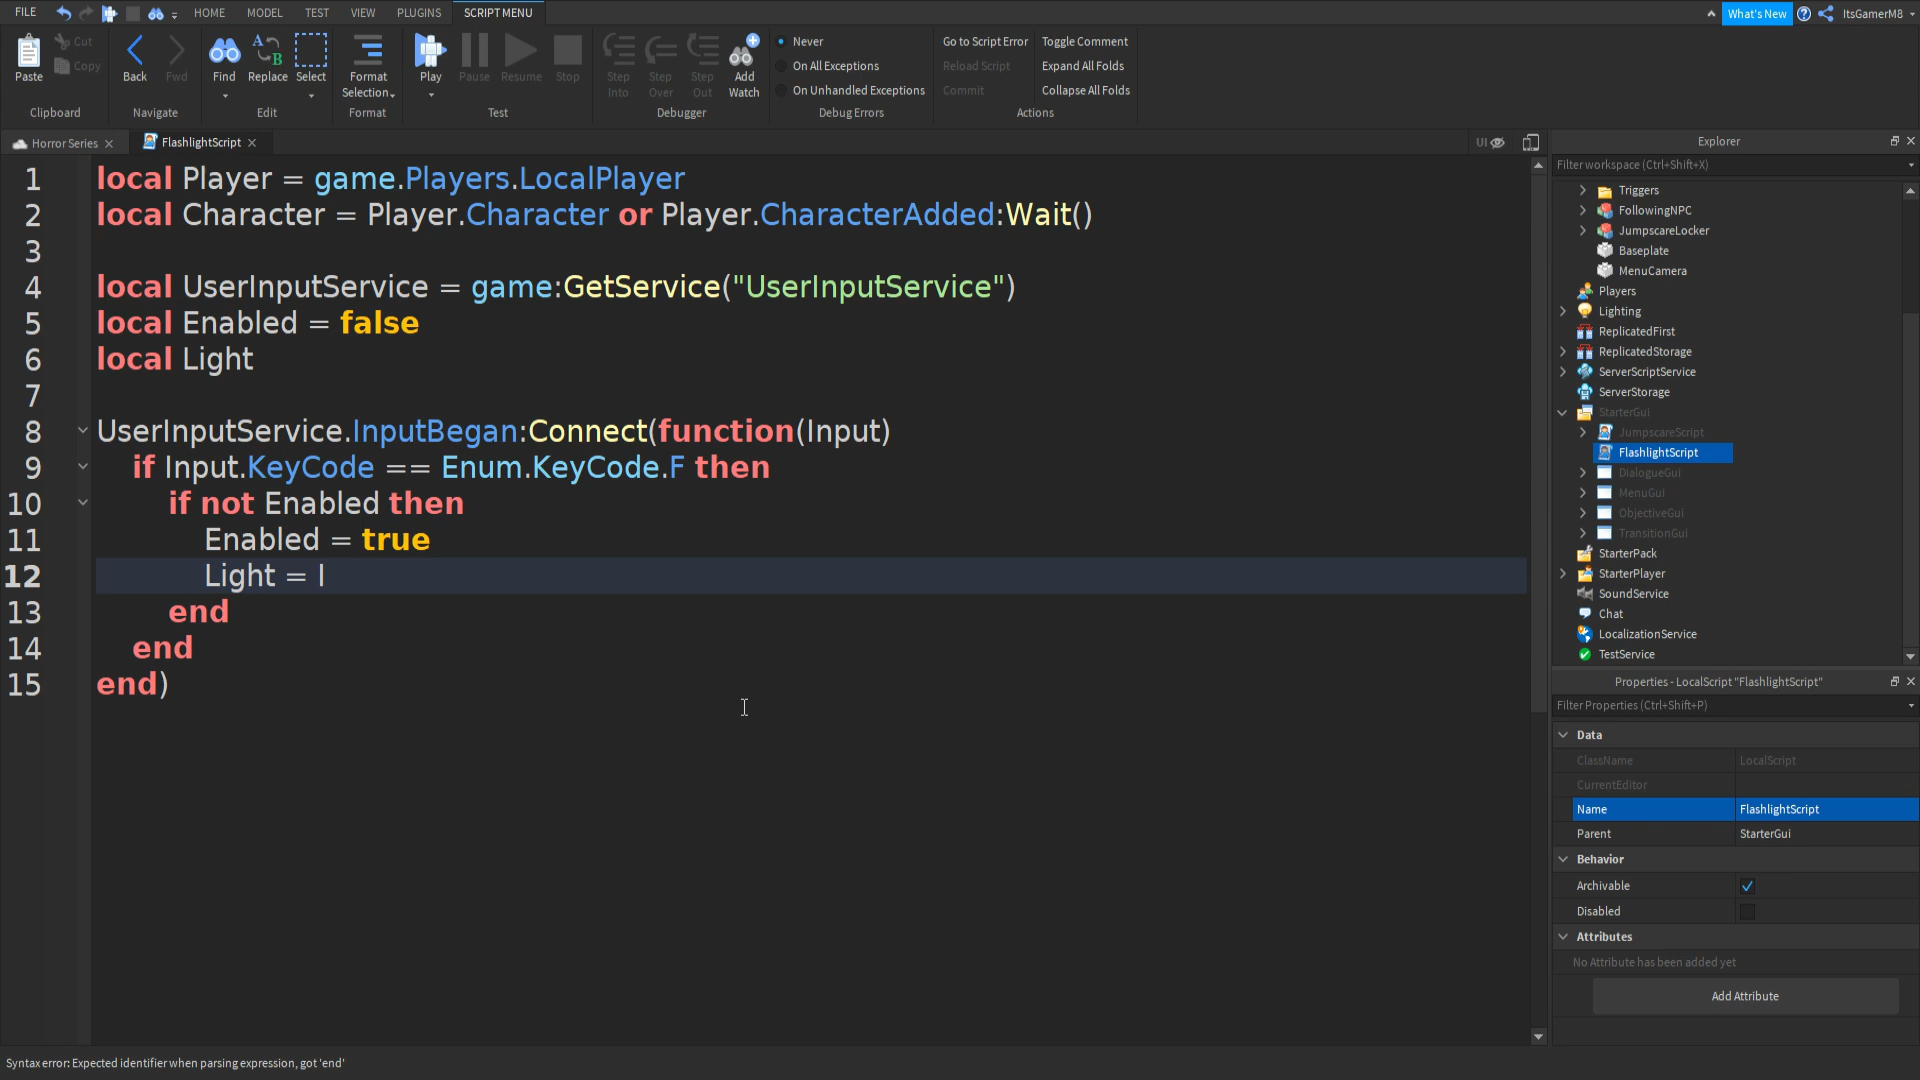 FILE HOME MODEL TEST VIEW PLUGINS SCRIPT MENU What's New ItsGamerM8
Paste Cut Copy Clipboard
Back Fwd Navigate
Find Replace Select Edit
Format Selection Format
Play Pause Resume Stop Test
Step Into Step Over Step Out Add Watch Debugger
Never
On All Exceptions
On Unhandled Exceptions
Debug Errors
Go to Script Error Toggle Comment
Reload Script Expand All Folds
Commit Collapse All Folds
Actions
Horror Series FlashlightScript UI
1 local Player = game.Players.LocalPlayer
2 local Character = Player.Character or Player.CharacterAdded:Wait()
3
4 local UserInputService = game:GetService("UserInputService")
5 local Enabled = false
6 local Light
7
8 UserInputService.InputBegan:Connect(function(Input)
9 if Input.KeyCode == Enum.KeyCode.F then
10 if not Enabled then
11 Enabled = true
12 Light =
13 end
14 end
15 end)
Explorer
Filter workspace (Ctrl+Shift+X)
Triggers
FollowingNPC
JumpscareLocker
Baseplate
MenuCamera
Players
Lighting
ReplicatedFirst
ReplicatedStorage
ServerScriptService
ServerStorage
StarterGui
JumpscareScript
FlashlightScript
DialogueGui
MenuGui
ObjectiveGui
TransitionGui
StarterPack
StarterPlayer
SoundService
Chat
LocalizationService
TestService
Properties - LocalScript "FlashlightScript"
Filter Properties (Ctrl+Shift+P)
Data
ClassName LocalScript
CurrentEditor
Name FlashlightScript
Parent StarterGui
Behavior
Archivable
Disabled
Attributes
No Attribute has been added yet
Add Attribute
Syntax error: Expected identifier when parsing expression, got 'end'